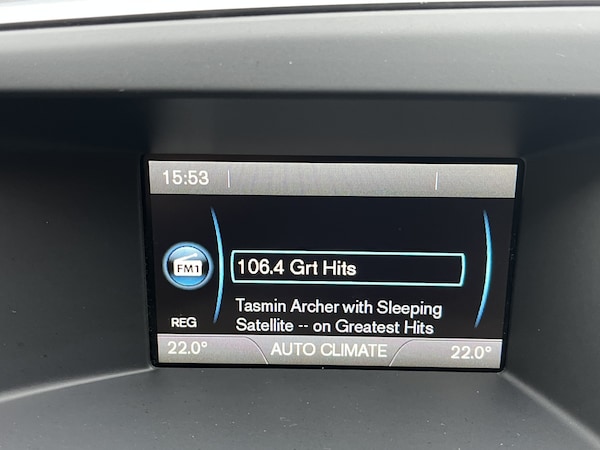 15:53
FM1
106.4 Grt Hits
Tasmin Archer with Sleeping
Satellite -- on Greatest Hits
REG
22.0° AUTO CLIMATE 22.0°